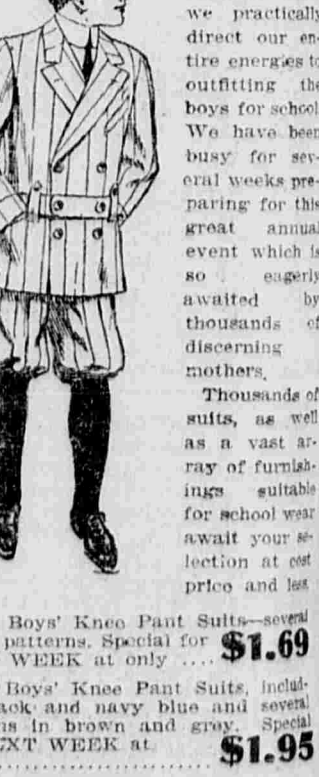 we practically
direct our en-
tire energies to
outfitting the
boys for school
We have been
busy for sev-
eral weeks pre-
paring for this
great annual
event which is
so eagerly
awaited by
thousands of
discerning
mothers.
Thousands of
suits, as well
as a vast ar-
ray of furnish-
ings suitable
for school wear
await your se-
lection at cost
price and less
Boys' Knee Pant Suits—several
patterns. Special for
WEEK at only .... $1.69
Boys' Knee Pant Suits, includ-
ack and navy blue and several
ns in brown and grey. Special
EXT WEEK at
.................... $1.95